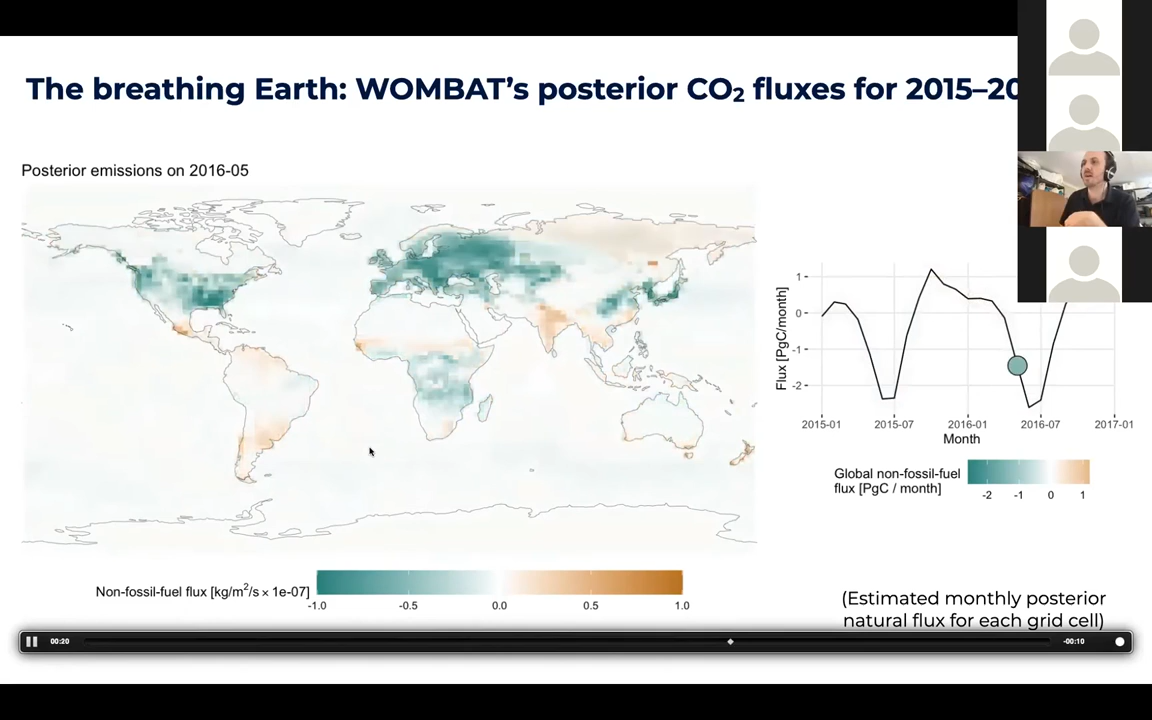 The breathing Earth: WOMBAT's posterior CO₂ fluxes for 2015–20
Posterior emissions on 2016-05
1
0
-1
-2
Flux [PgC/month]
2015-01 2015-07 2016-01 2016-07 2017-01
Month
Global non-fossil-fuel
flux [PgC / month]
-2 -1 0 1
Non-fossil-fuel flux [kg/m²/s × 1e-07]
-1.0 -0.5 0.0 0.5 1.0
(Estimated monthly posterior
natural flux for each grid cell)
00:20 -00:10